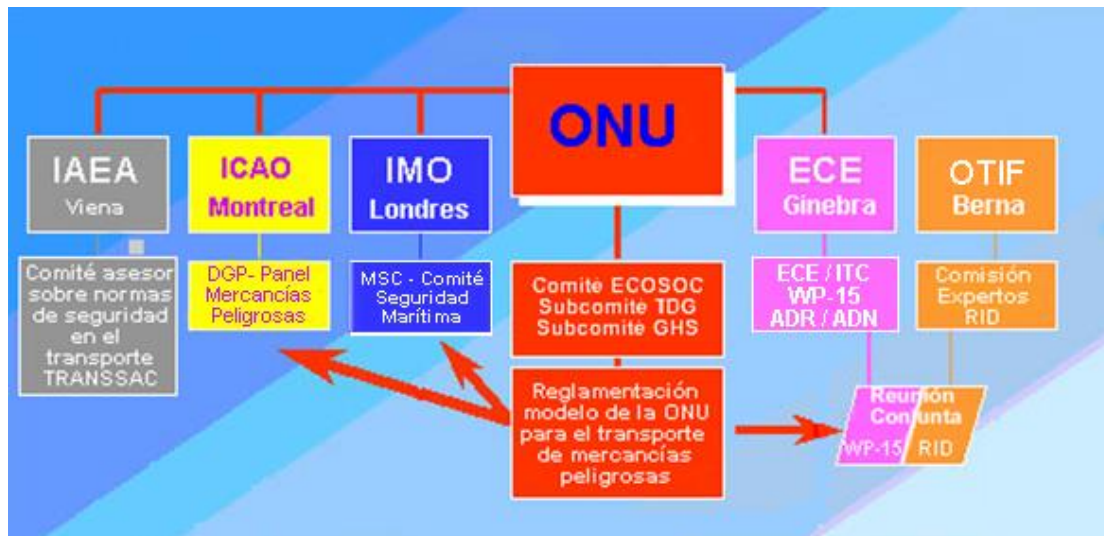 ONU
IAEA
Viena
ICAO
Montreal
IMO
Londres
ECE
Ginebra
OTIF
Berna
Comité asesor
sobre normas
de seguridad
en el
transporte
TRANSSAC
DGP- Panel
Mercancías
Peligrosas
MSC - Comité
Seguridad
Marítima
Comité ECOSOC
Subcomité TDG
Subcomité GHS
ECE / ITC
WP-15
ADR / ADN
Comisión
Expertos
RID
Reglamentación
modelo de la ONU
para el transporte
de mercancías
peligrosas
Reunión
Conjunta
WP-15 RID